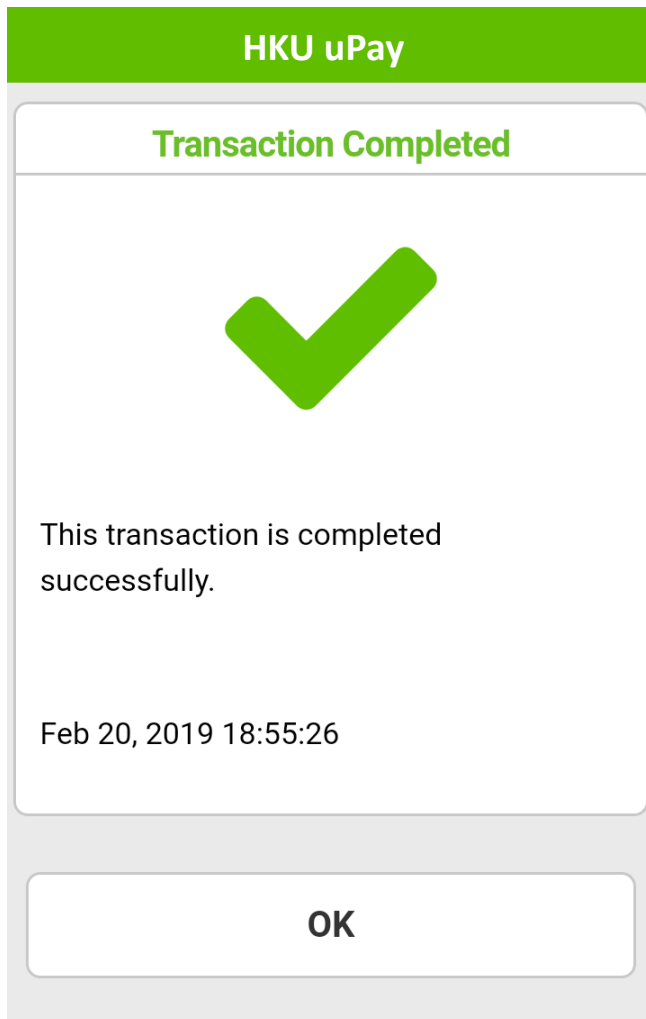 HKU uPay
Transaction Completed
This transaction is completed
successfully.
Feb 20, 2019 18:55:26
OK